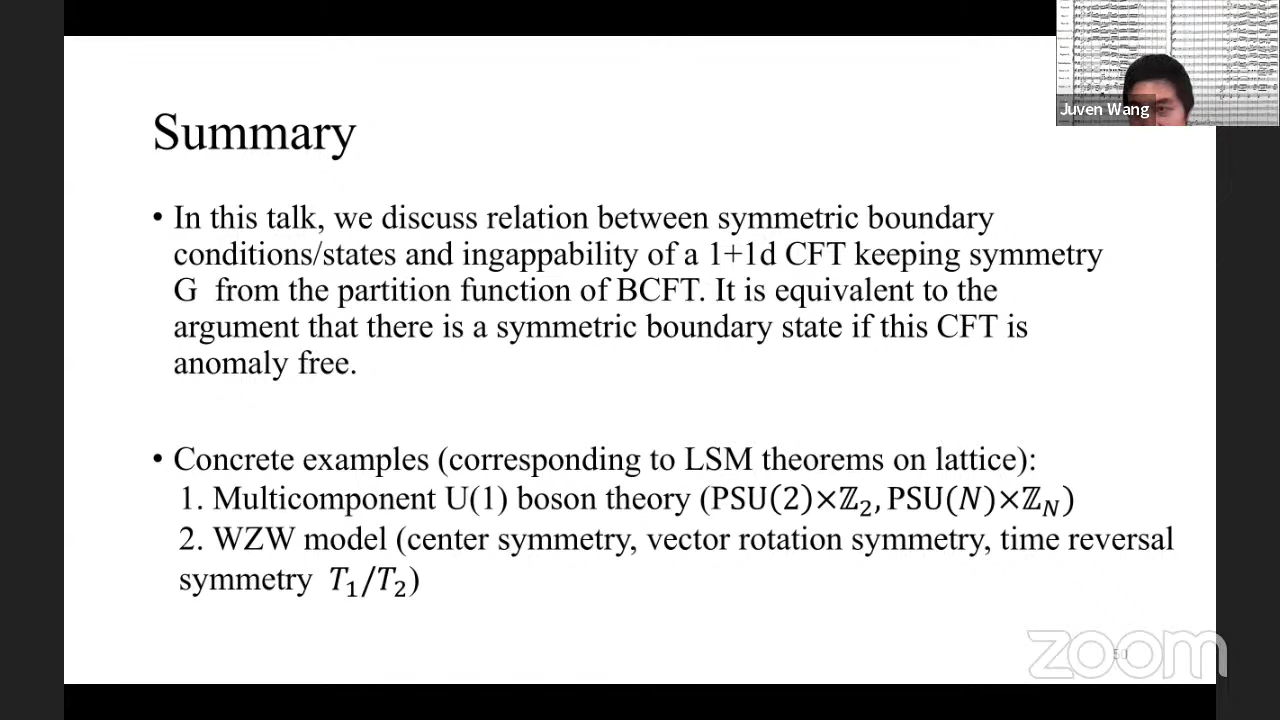 Juven Wang
Summary
• In this talk, we discuss relation between symmetric boundary
conditions/states and ingappability of a 1+1d CFT keeping symmetry
G from the partition function of BCFT. It is equivalent to the
argument that there is a symmetric boundary state if this CFT is
anomaly free.
• Concrete examples (corresponding to LSM theorems on lattice):
1. Multicomponent U(1) boson theory (PSU(2)×ℤ₂, PSU(N)×ℤ_N)
2. WZW model (center symmetry, vector rotation symmetry, time reversal
symmetry T₁/T₂)
50
zoom